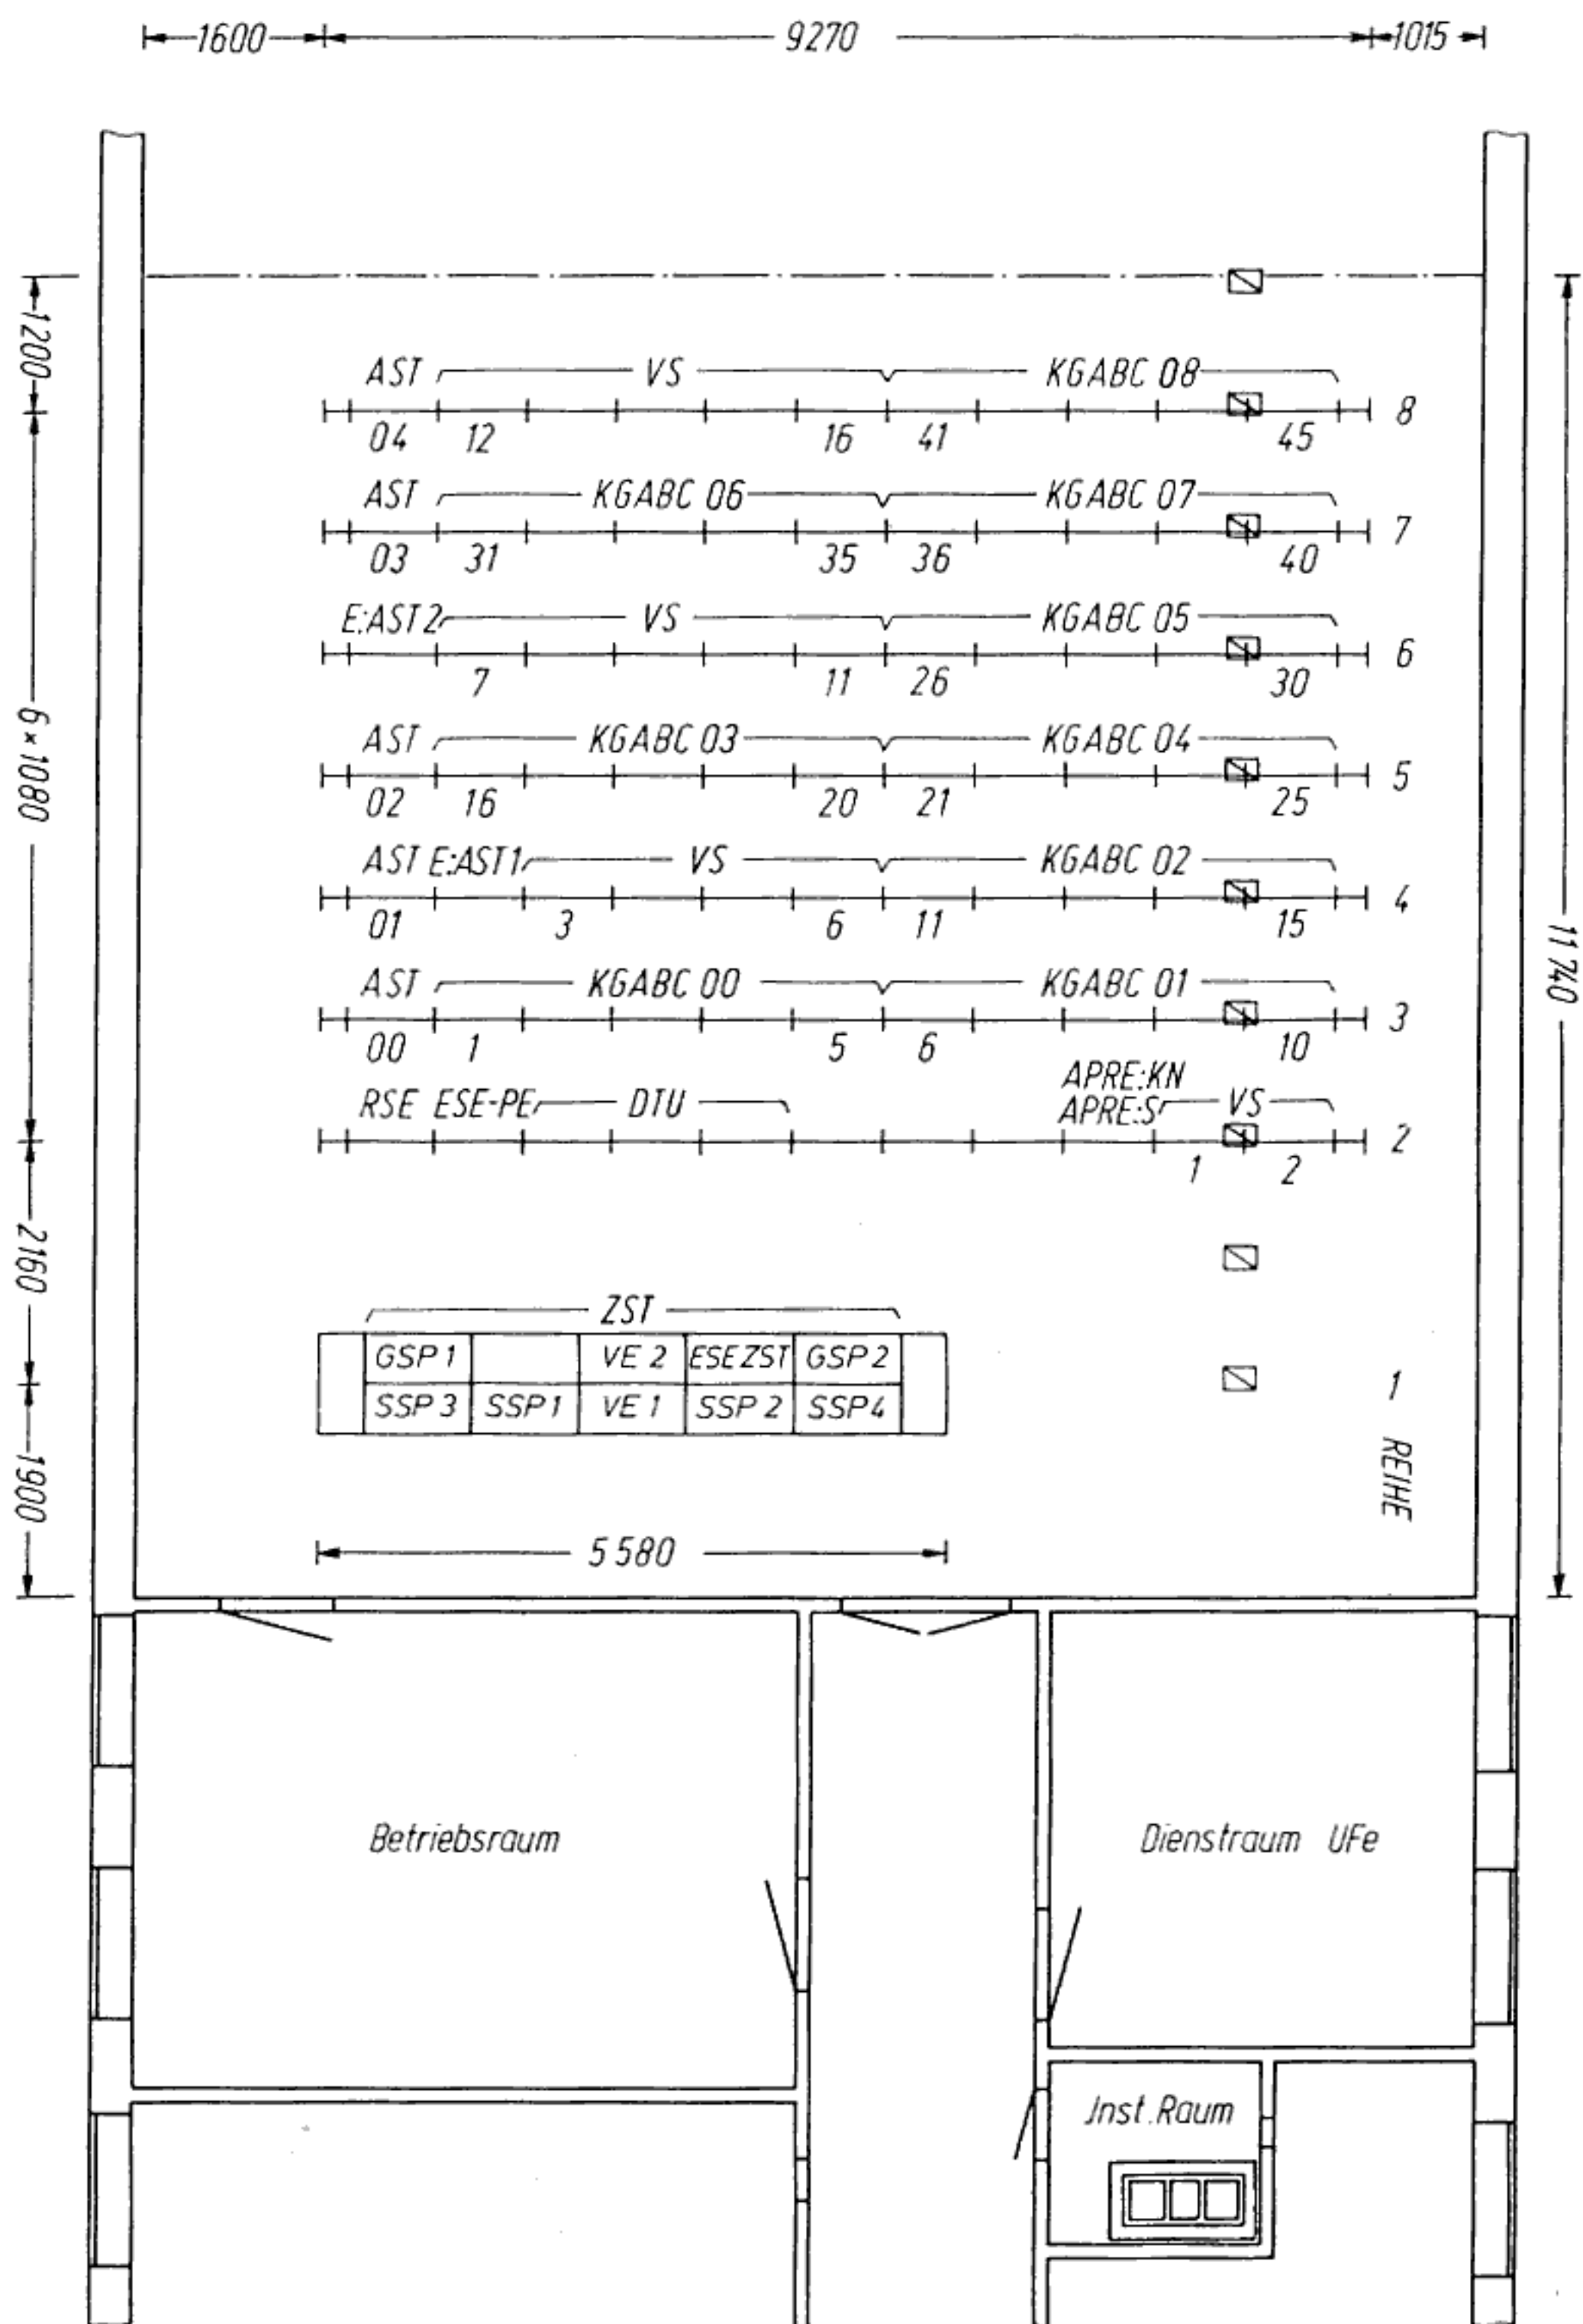 1600 9270 1015
1200
6×1080
2160
1900
11740
AST VS KGABC 08
04 12 16 41 45 8
AST KGABC 06 KGABC 07
03 31 35 36 40 7
E:AST2 VS KGABC 05
7 11 26 30 6
AST KGABC 03 KGABC 04
02 16 20 21 25 5
AST E:AST1 VS KGABC 02
01 3 6 11 15 4
AST KGABC 00 KGABC 01
00 1 5 6 10 3
APRE:KN
RSE ESE-PE DTU APRE:S VS
1 2 2
ZST
GSP 1 VE 2 ESEZST GSP 2
SSP 3 SSP 1 VE 1 SSP 2 SSP 4
1
REIHE
5580
Betriebsraum
Dienstraum UFe
Jnst.Raum